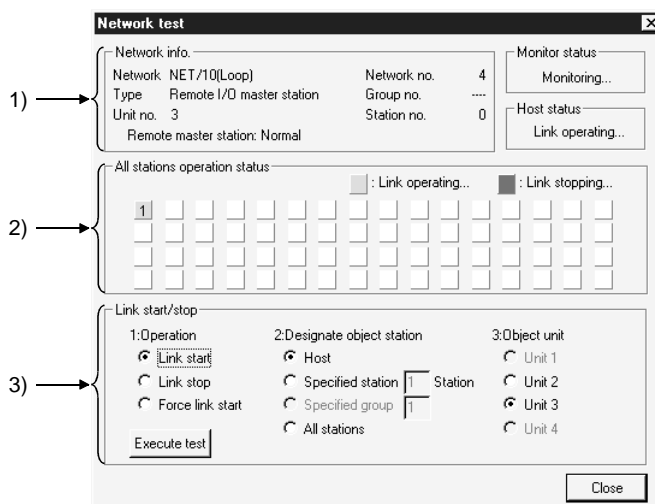 Network test
Network info.
Network NET/10(Loop) Network no. 4
Type Remote I/O master station Group no. ----
Unit no. 3 Station no. 0
Remote master station: Normal
Monitor status
Monitoring...
Host status
Link operating...
1)
All stations operation status
: Link operating... : Link stopping...
1
2)
Link start/stop
1:Operation
Link start
Link stop
Force link start
Execute test
2:Designate object station
Host
Specified station 1 Station
Specified group 1
All stations
3:Object unit
Unit 1
Unit 2
Unit 3
Unit 4
3)
Close